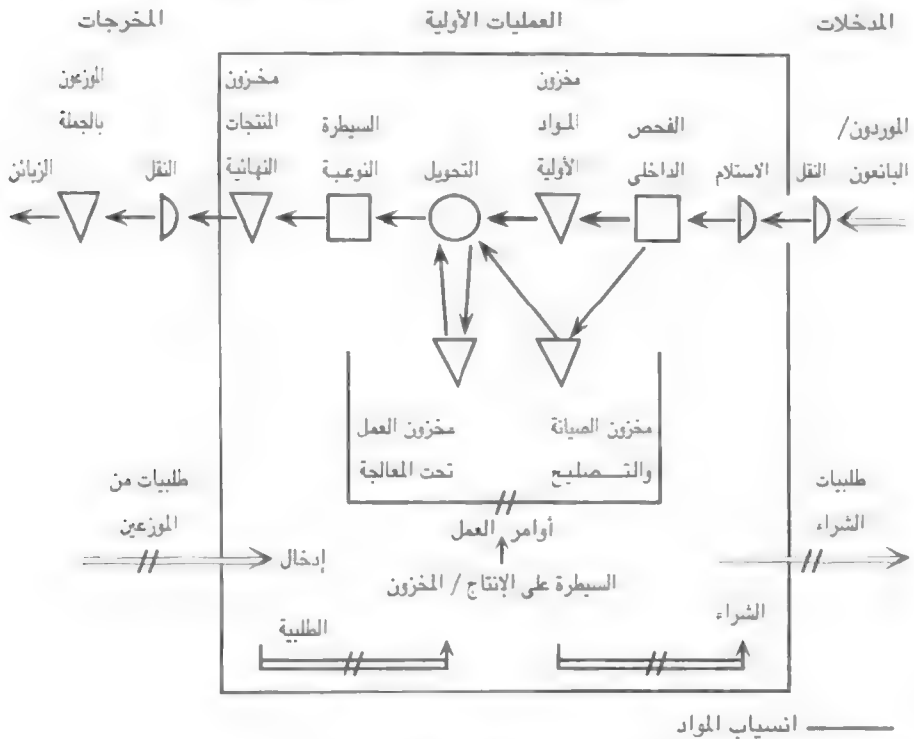 المدخلات
العمليات الأولية
المخرجات
الموردون/
البائعون
النقل
الاستلام
الفحص
الداخلى
مخزون
المواد
الأولية
التحويل
السيطرة
النوعية
مخزون
المنتجات
النهائية
النقل
الموزعون
بالجملة
الزبائن
مخزون الصيانة
والتـــصليح
مخزون العمل
تحت المعالجة
طلبيات
الشراء
طلبيات من
الموزعين
أوامر العمل
إدخال
السيطرة على الإنتاج / المخزون
الشراء
الطلبية
انسياب المواد